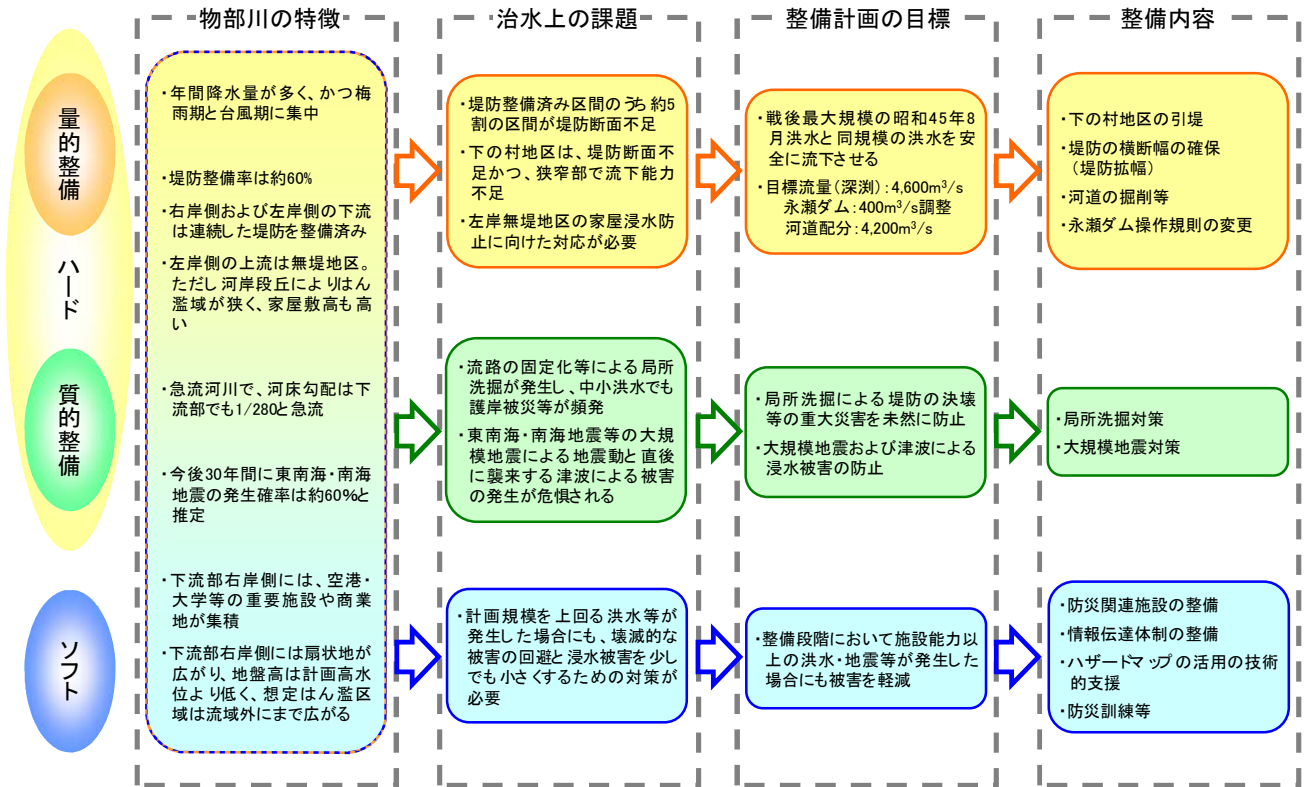 物部川の特徴
治水上の課題
整備計画の目標
整備内容
量的整備
ハード
質的整備
ソフト
・年間降水量が多く、かつ梅
雨期と台風期に集中
・堤防整備率は約60%
・右岸側および左岸側の下流
は連続した堤防を整備済み
・左岸側の上流は無堤地区。
ただし河岸段丘によりはん
濫域が狭く、家屋敷高も高
い
・急流河川で、河床勾配は下
流部でも1/280と急流
・今後30年間に東南海・南海
地震の発生確率は約60%と
推定
・下流部右岸側には、空港・
大学等の重要施設や商業
地が集積
・下流部右岸側には扇状地が
広がり、地盤高は計画高水
位より低く、想定はん濫区
域は流域外にまで広がる
・堤防整備済み区間のうち約5
割の区間が堤防断面不足
・下の村地区は、堤防断面不
足かつ、狭窄部で流下能力
不足
・左岸無堤地区の家屋浸水防
止に向けた対応が必要
・戦後最大規模の昭和45年8
月洪水と同規模の洪水を安
全に流下させる
・目標流量(深渕):4,600m³/s
永瀬ダム:400m³/s調整
河道配分:4,200m³/s
・下の村地区の引堤
・堤防の横断幅の確保
(堤防拡幅)
・河道の掘削等
・永瀬ダム操作規則の変更
・流路の固定化等による局所
洗掘が発生し、中小洪水でも
護岸被災等が頻発
・東南海・南海地震等の大規
模地震による地震動と直後
に襲来する津波による被害
の発生が危惧される
・局所洗掘による堤防の決壊
等の重大災害を未然に防止
・大規模地震および津波による
浸水被害の防止
・局所洗掘対策
・大規模地震対策
・計画規模を上回る洪水等が
発生した場合にも、壊滅的な
被害の回避と浸水被害を少し
でも小さくするための対策が
必要
・整備段階において施設能力以
上の洪水・地震等が発生した
場合にも被害を軽減
・防災関連施設の整備
・情報伝達体制の整備
・ハザードマップの活用の技術
的支援
・防災訓練等